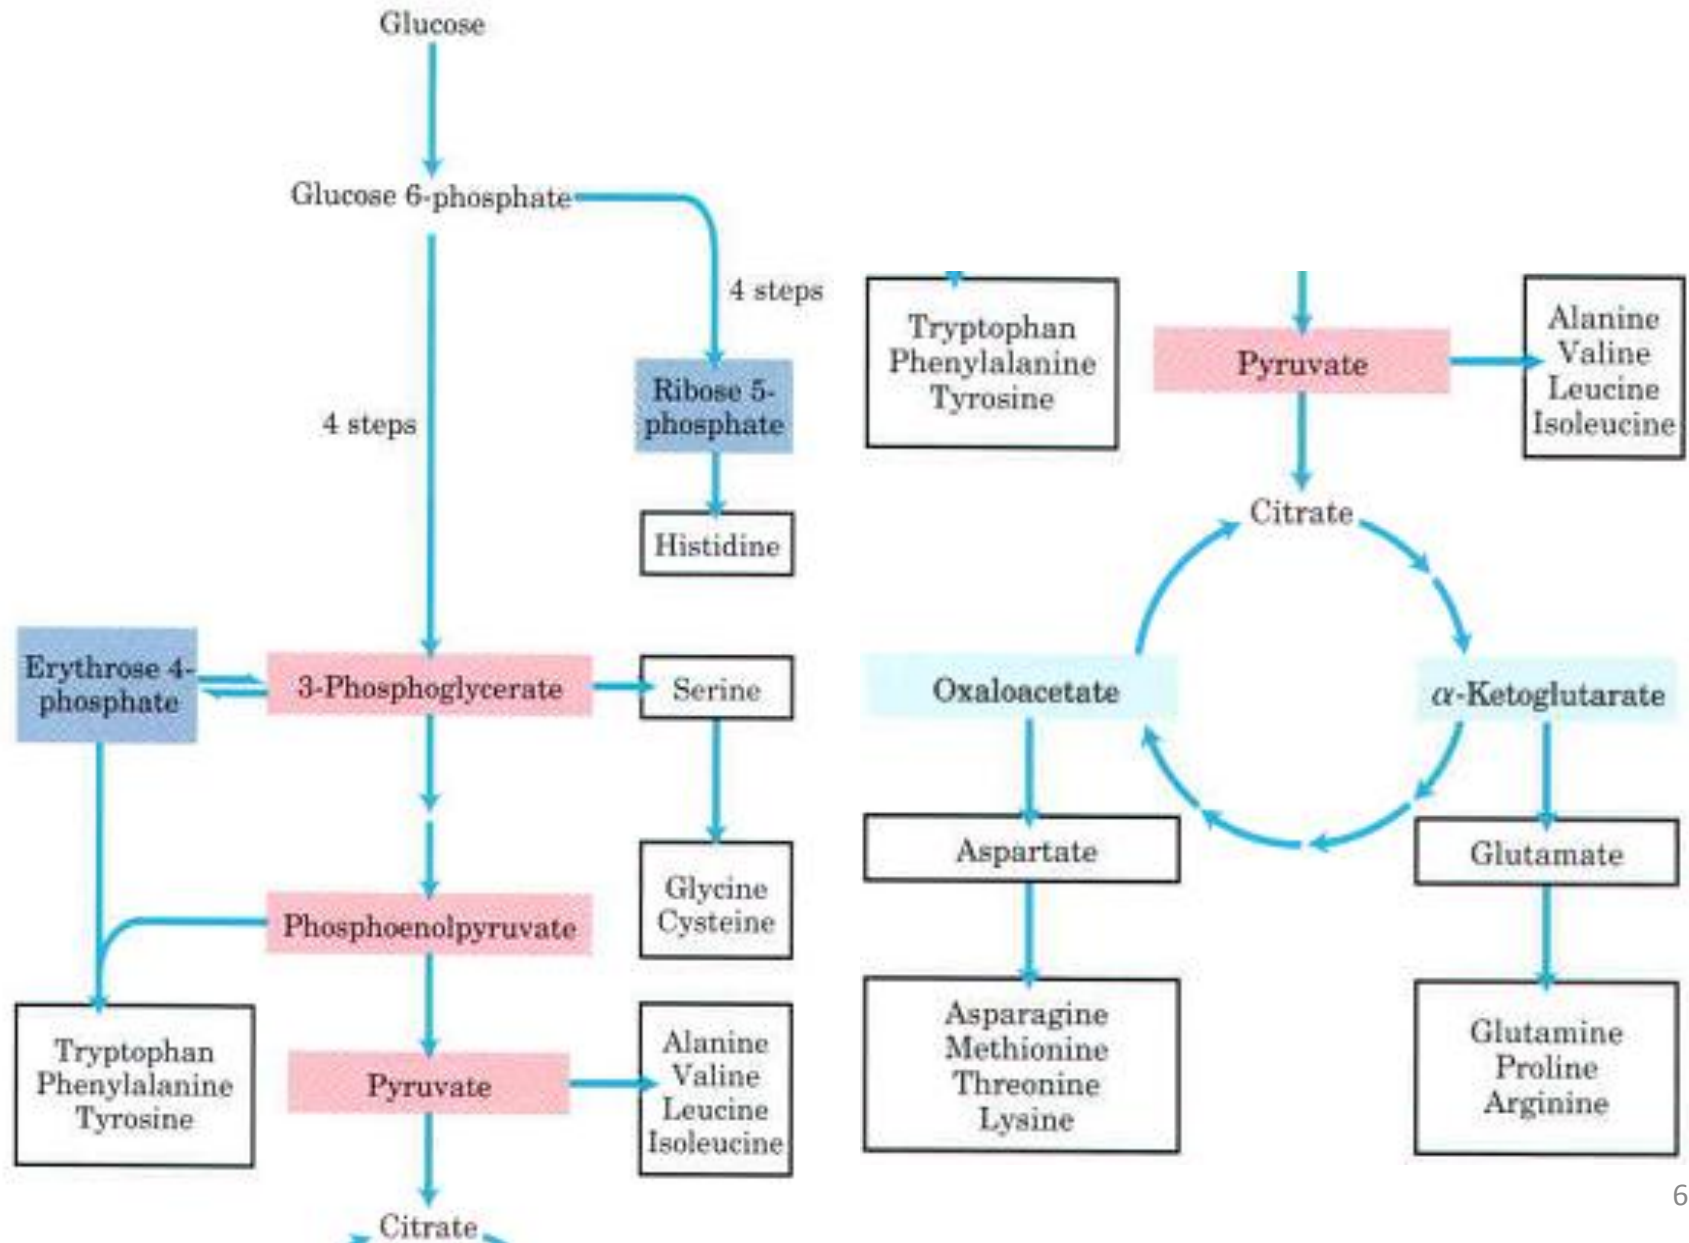 Glucose
Glucose 6-phosphate
4 steps
4 steps
Ribose 5-
phosphate
Histidine
Erythrose 4-
phosphate
3-Phosphoglycerate
Serine
Glycine
Cysteine
Phosphoenolpyruvate
Tryptophan
Phenylalanine
Tyrosine
Pyruvate
Alanine
Valine
Leucine
Isoleucine
Citrate
Tryptophan
Phenylalanine
Tyrosine
Pyruvate
Alanine
Valine
Leucine
Isoleucine
Citrate
Oxaloacetate
α-Ketoglutarate
Aspartate
Glutamate
Asparagine
Methionine
Threonine
Lysine
Glutamine
Proline
Arginine
6